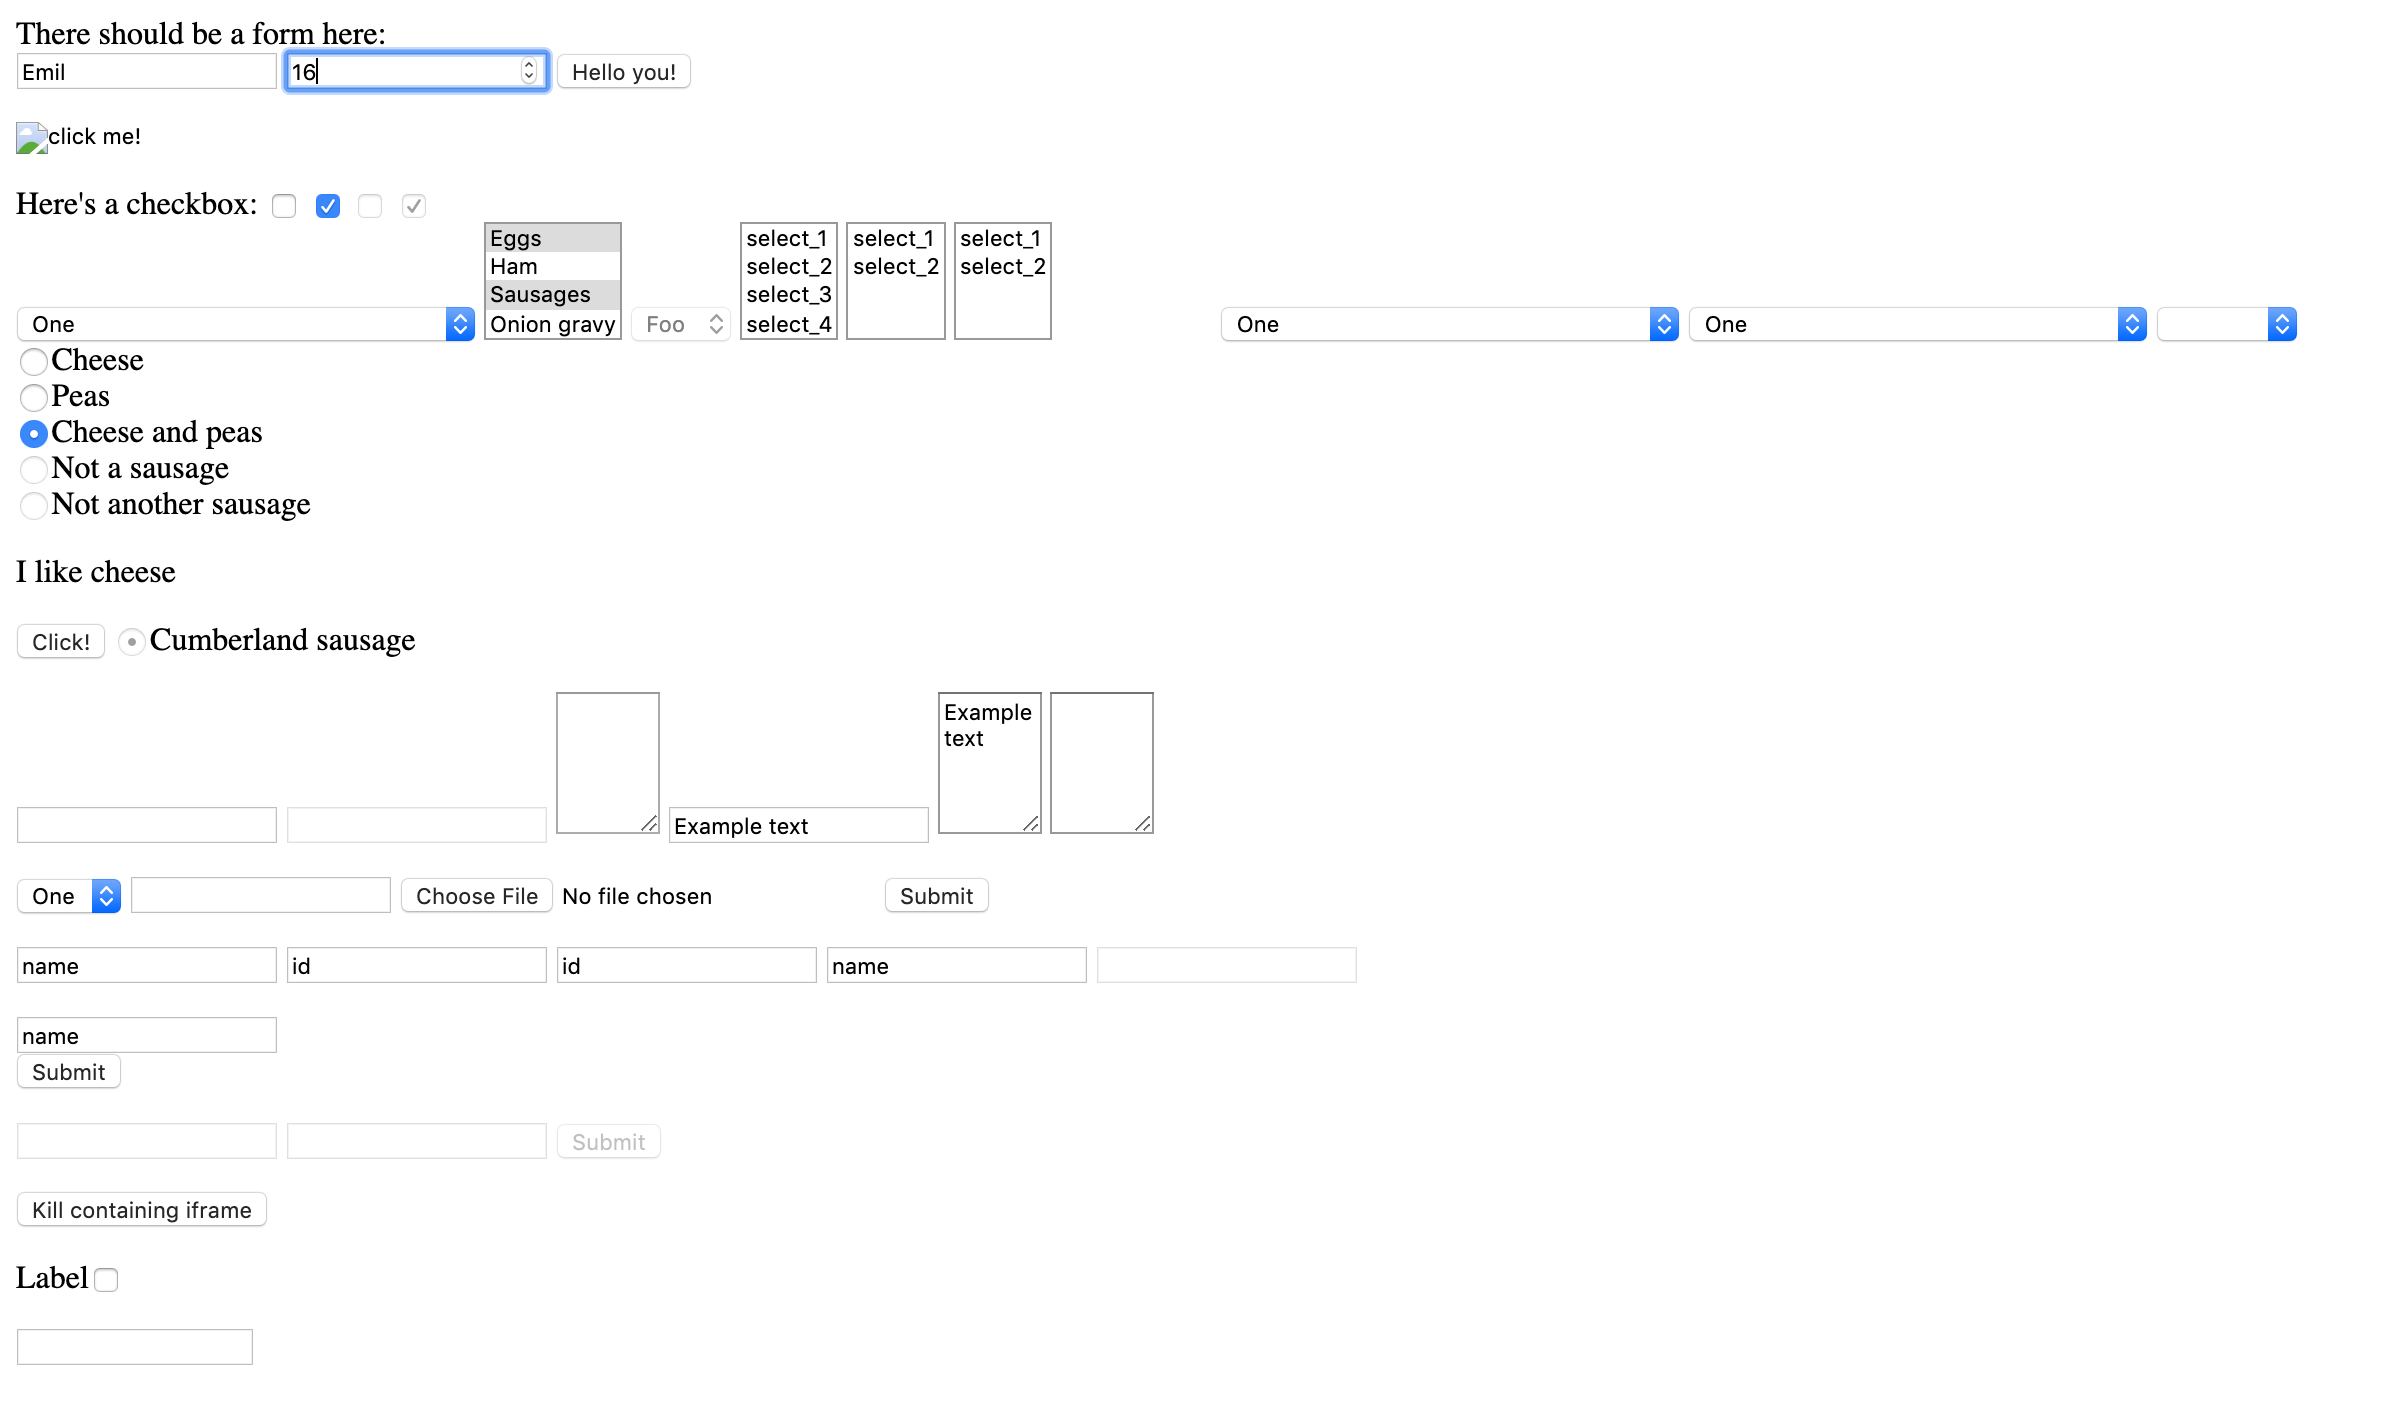 There should be a form here:
Emil 16 Hello you!
click me!
Here's a checkbox:
Eggs select_1 select_1 select_1
Ham select_2 select_2 select_2
Sausages select_3
One Onion gravy Foo select_4 One One
Cheese
Peas
Cheese and peas
Not a sausage
Not another sausage
I like cheese
Click! Cumberland sausage
Example
text
Example text
One Choose File No file chosen Submit
name id id name
name
Submit
Submit
Kill containing iframe
Label